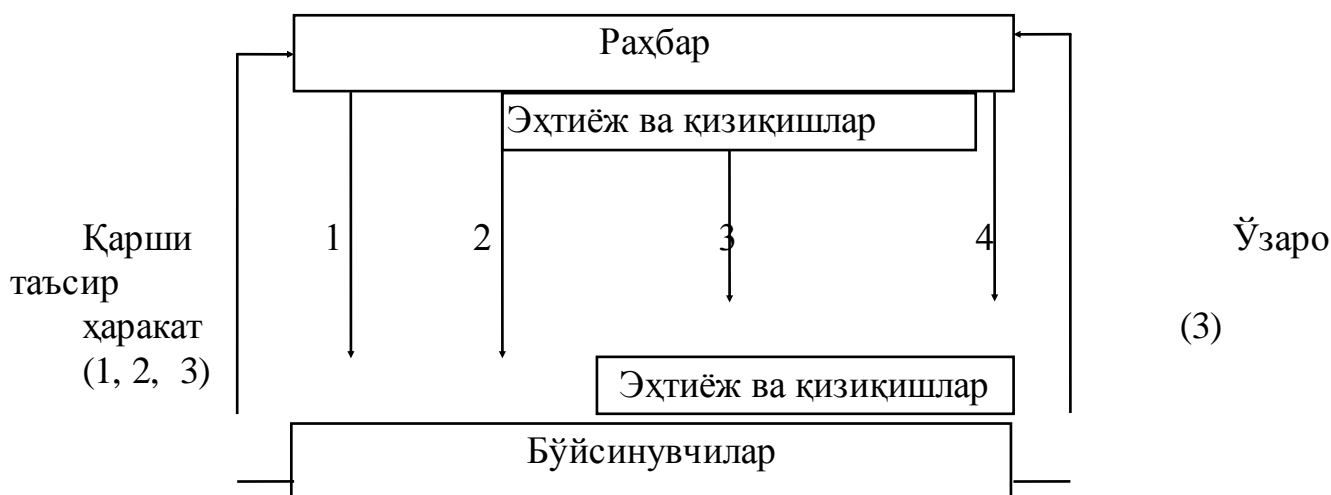 Раҳбар
Эҳтиёж ва қизиқишлар
Қарши 1 2 3 4 Ўзаро
таъсир
ҳаракат (3)
(1, 2, 3)
Эҳтиёж ва қизиқишлар
Бўйсинувчилар